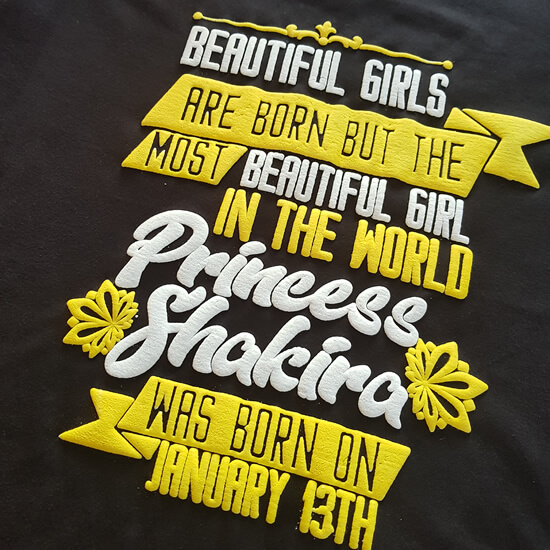 BEAUTIFUL GIRLS
ARE BORN BUT THE
MOST BEAUTIFUL GIRL
IN THE WORLD
Princess
Shakira
WAS BORN ON
JANUARY 13TH